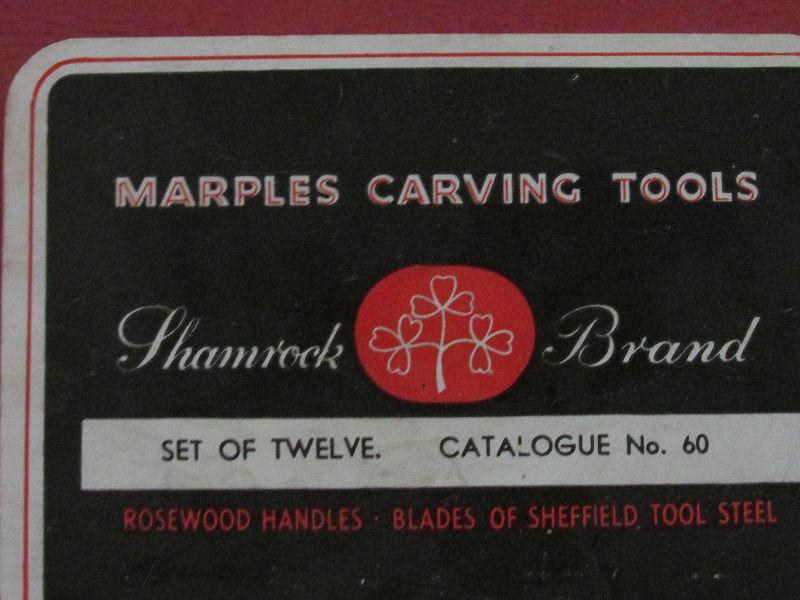 MARPLES CARVING TOOLS
Shamrock Brand
SET OF TWELVE. CATALOGUE No. 60
ROSEWOOD HANDLES · BLADES OF SHEFFIELD TOOL STEEL